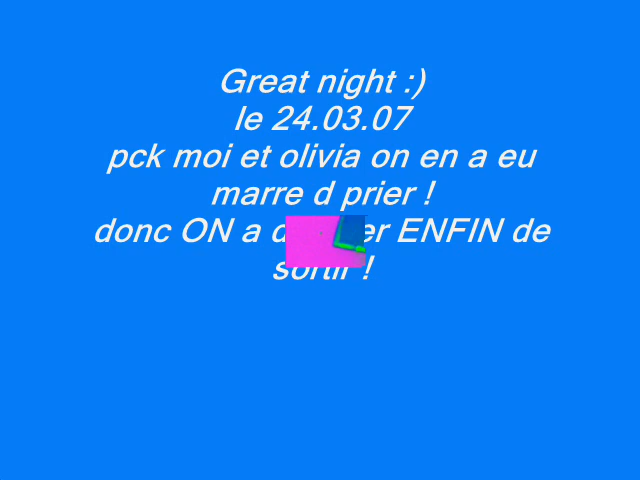 Great night :)
le 24.03.07
pck moi et olivia on en a eu
marre d prier !
donc ON a ENFIN de
sortir !